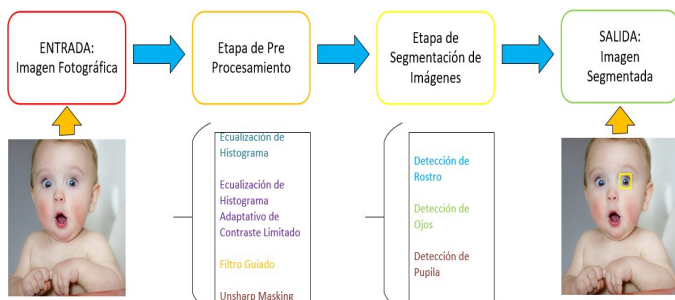 ENTRADA:
Imagen Fotográfica
Etapa de Pre
Procesamiento
Etapa de
Segmentación de
Imágenes
SALIDA:
Imagen
Segmentada
Ecualización de
Histograma
Ecualización de
Histograma
Adaptativo de
Contraste Limitado
Filtro Guiado
Unsharp Masking
Detección de
Rostro
Detección de
Ojos
Detección de
Pupila